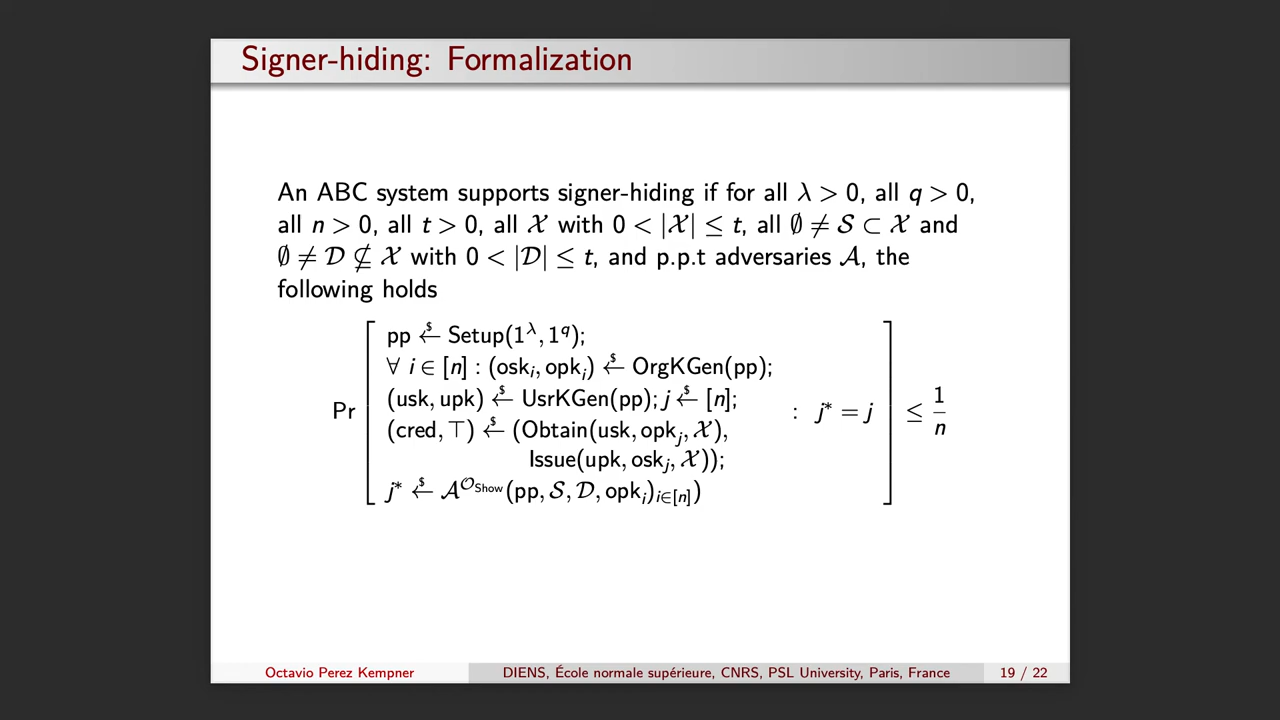 Signer-hiding: Formalization
An ABC system supports signer-hiding if for all λ > 0, all q > 0,
all n > 0, all t > 0, all 𝒳 with 0 < |𝒳| ≤ t, all ∅ ≠ 𝒮 ⊂ 𝒳 and
∅ ≠ 𝒟 ⊈ 𝒳 with 0 < |𝒟| ≤ t, and p.p.t adversaries 𝒜, the
following holds
pp ←$ Setup(1^λ, 1^q);
∀ i ∈ [n] : (osk_i, opk_i) ←$ OrgKGen(pp);
(usk, upk) ←$ UsrKGen(pp); j ←$ [n];
Pr [ (cred, ⊤) ←$ (Obtain(usk, opk_j, 𝒳), : j* = j ] ≤ 1/n
Issue(upk, osk_j, 𝒳));
j* ←$ 𝒜^{𝒪_Show}(pp, 𝒮, 𝒟, opk_i)_{i∈[n]})
Octavio Perez Kempner DIENS, École normale supérieure, CNRS, PSL University, Paris, France 19 / 22